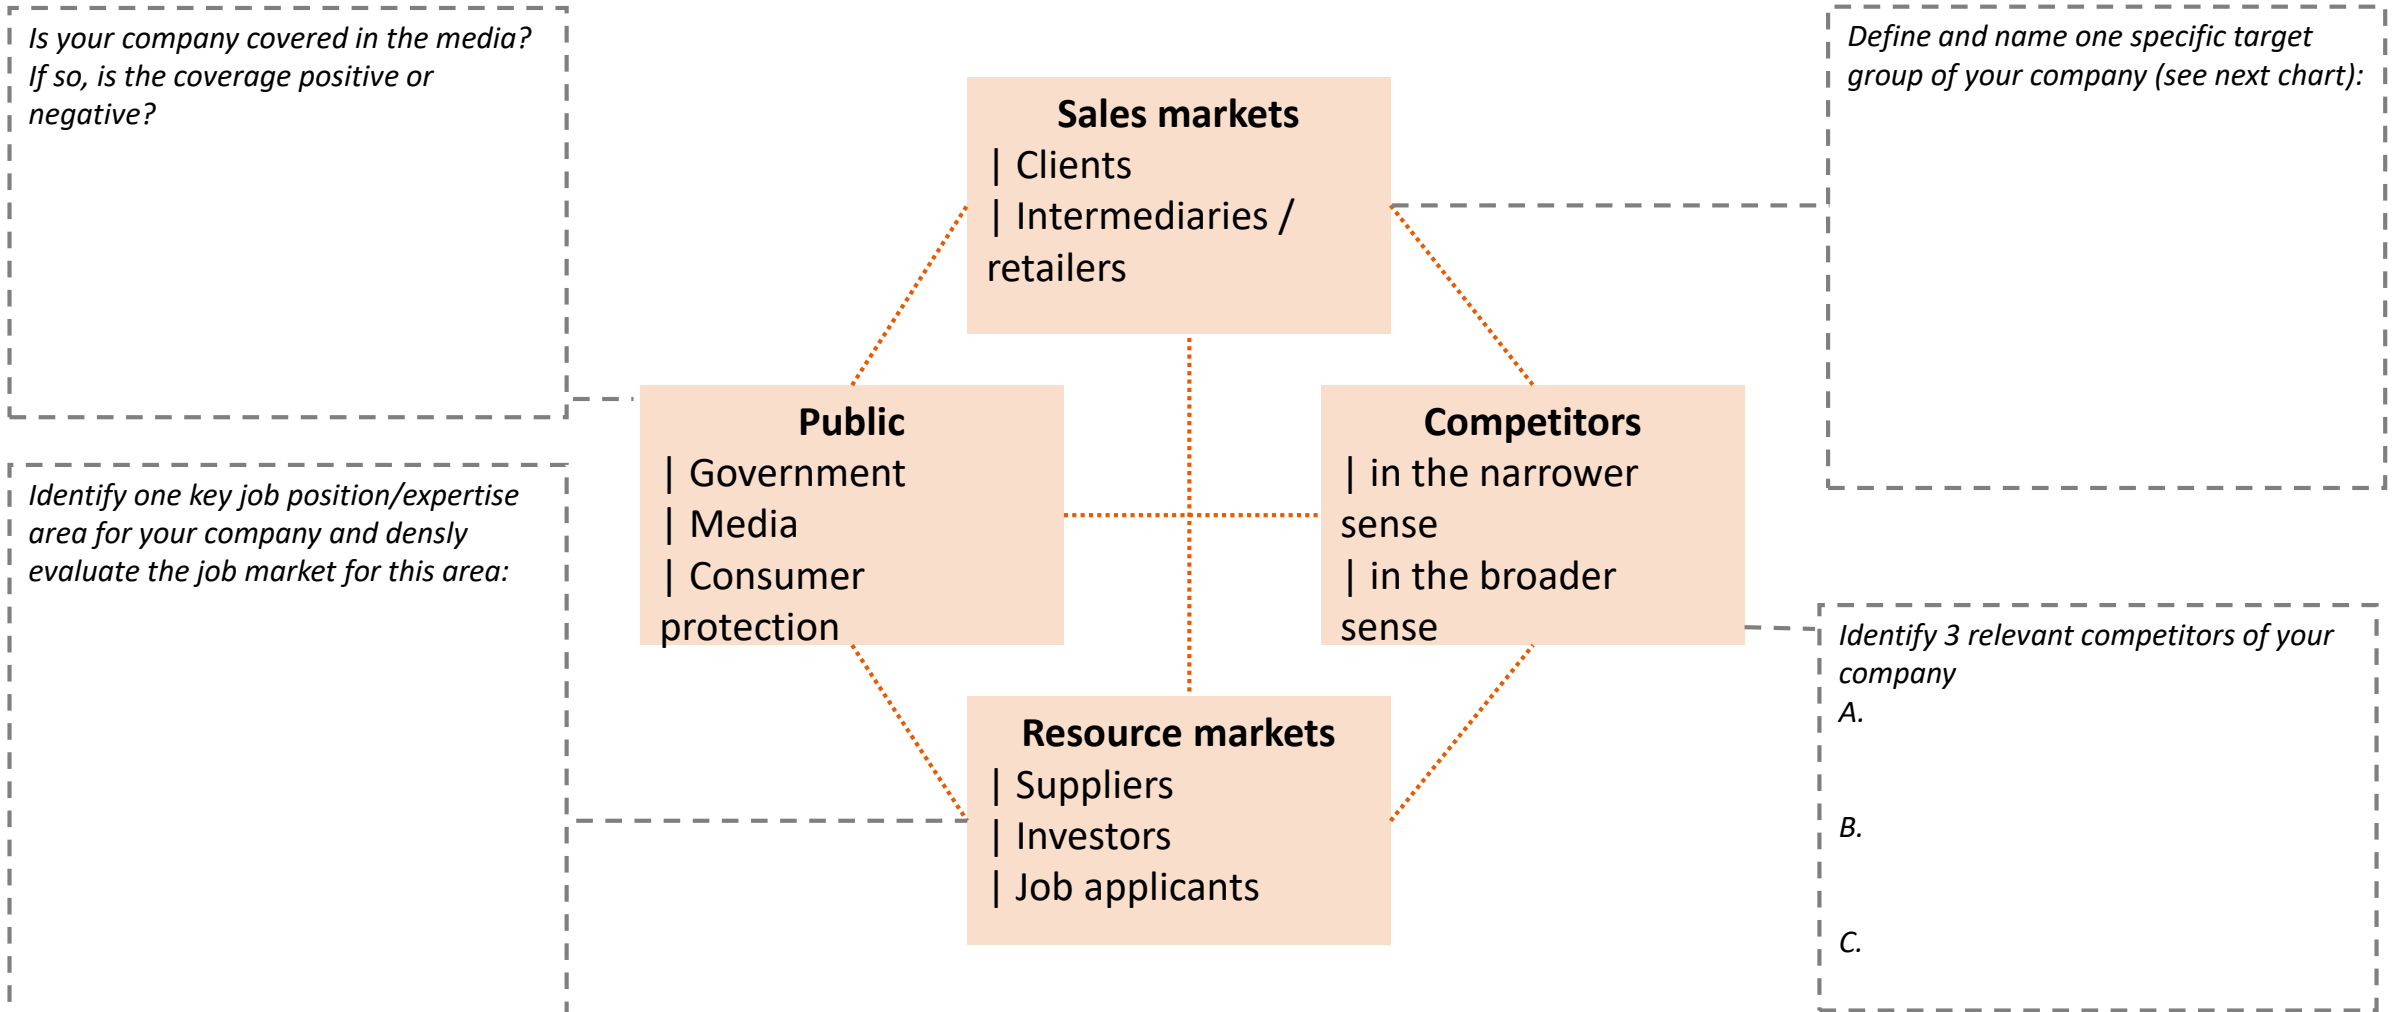 Is your company covered in the media?
If so, is the coverage positive or
negative?
Define and name one specific target
group of your company (see next chart):
Sales markets
| Clients
| Intermediaries /
retailers
Public
| Government
| Media
| Consumer
protection
Competitors
| in the narrower
sense
| in the broader
sense
Identify one key job position/expertise
area for your company and densly
evaluate the job market for this area:
Identify 3 relevant competitors of your
company
A.
B.
C.
Resource markets
| Suppliers
| Investors
| Job applicants